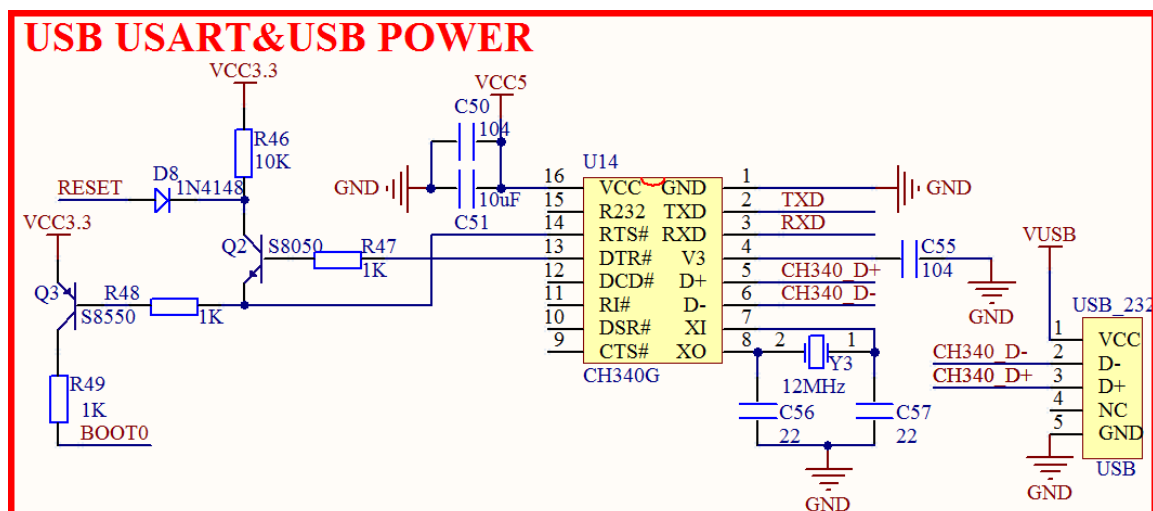 USB USART&USB POWER
VCC3.3
VCC5
C50
104
R46
10K
U14
D8
1N4148
RESET
GND
10uF
C51
16
15
14
13
12
11
10
9
VCC
R232
RTS#
DTR#
DCD#
RI#
DSR#
CTS#
GND
TXD
RXD
V3
D+
D-
XI
XO
1
2
3
4
5
6
7
8
CH340G
GND
TXD
RXD
C55
104
GND
CH340_D+
CH340_D-
2
1
Y3
12MHz
C56
22
C57
22
GND
VCC3.3
Q2
S8050
R47
1K
Q3
S8550
R48
1K
R49
1K
BOOT0
VUSB
USB_232
1
2
3
4
5
VCC
D-
D+
NC
GND
CH340_D-
CH340_D+
USB
GND